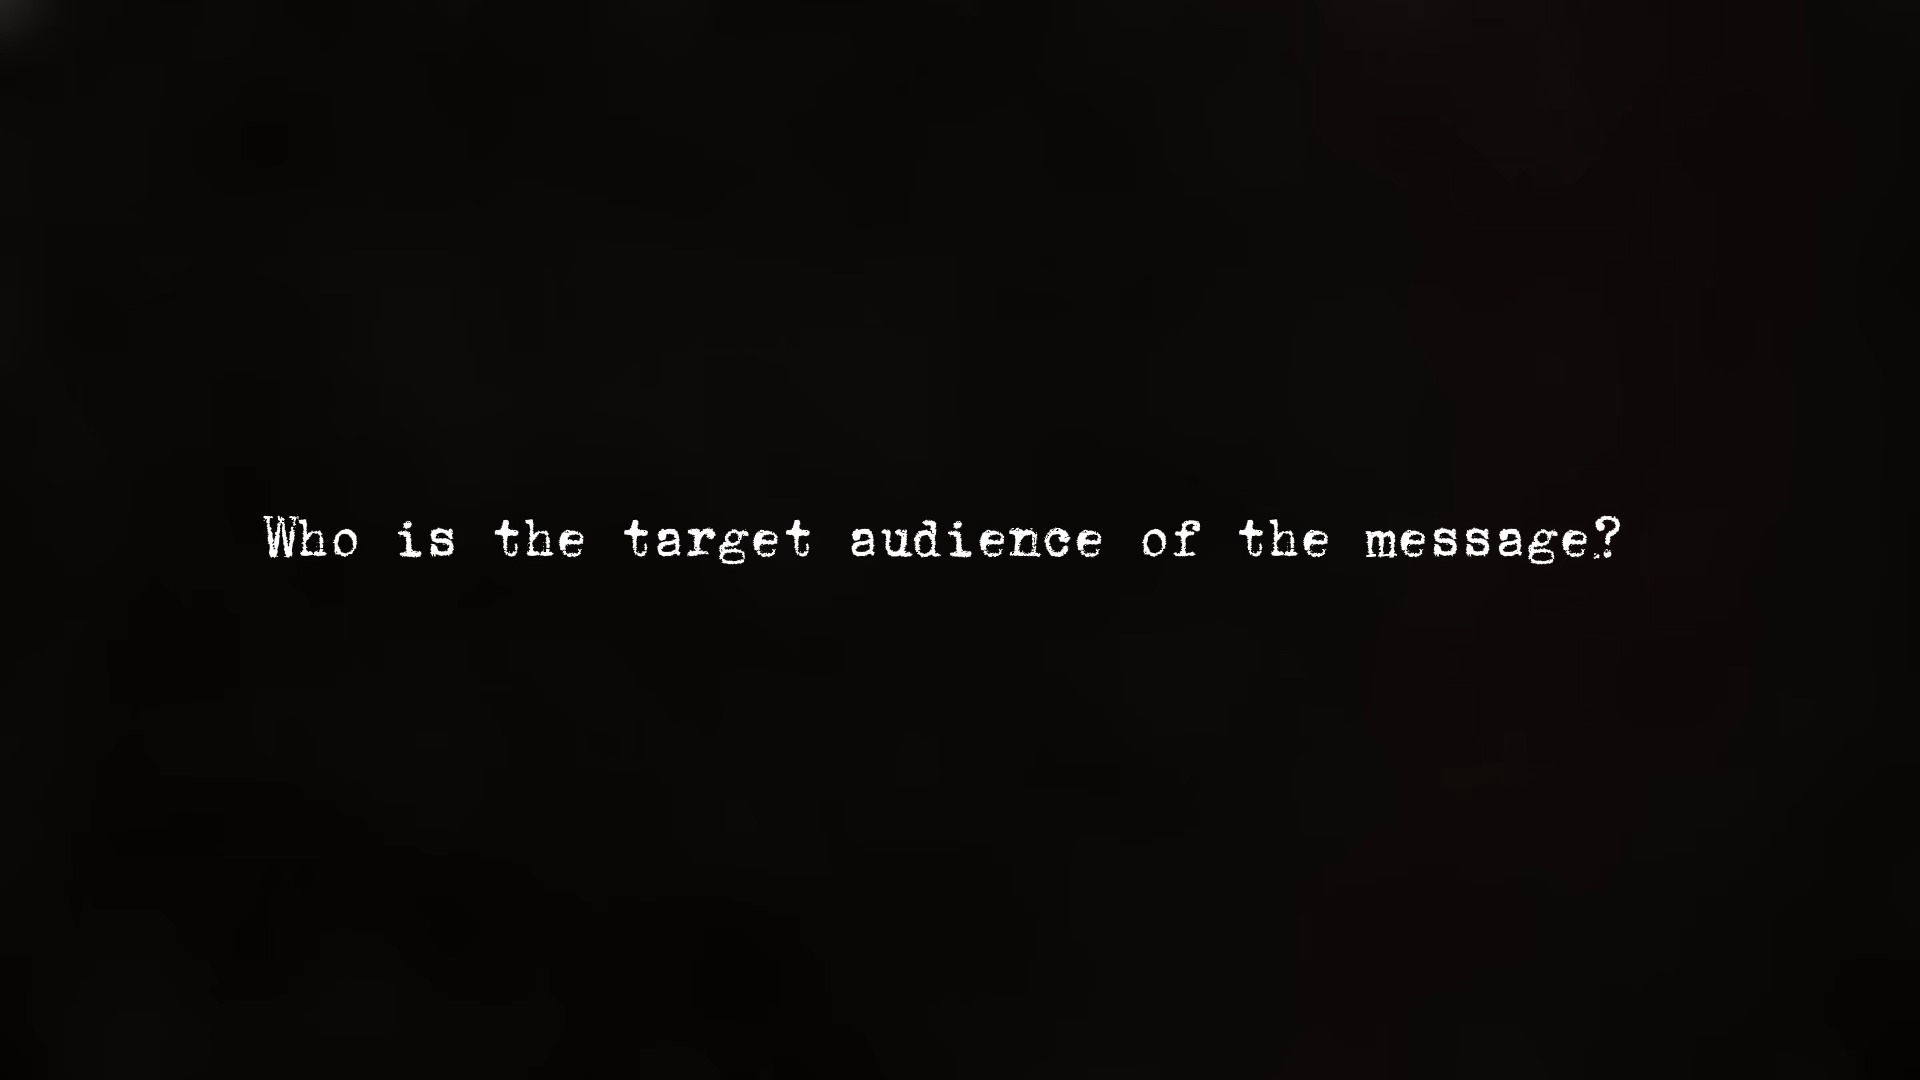 Who is the target audience of the message?